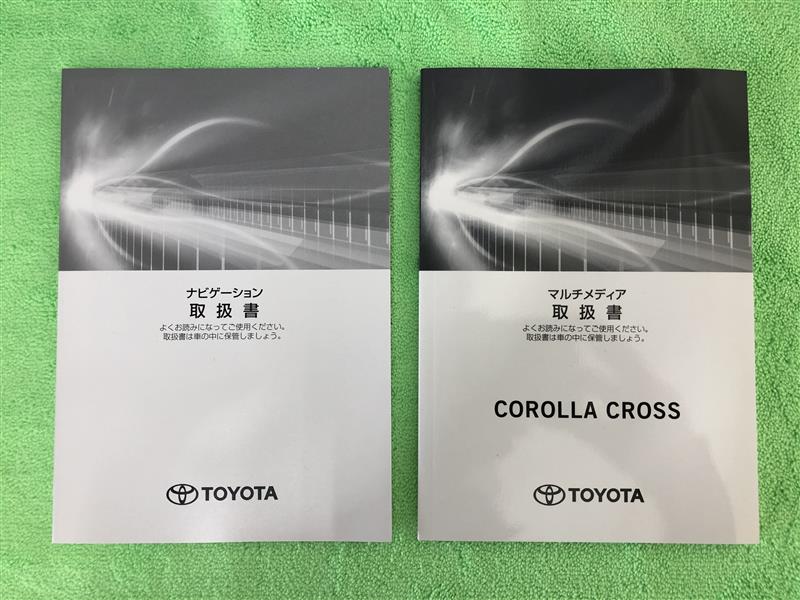 ナビゲーション
取扱書
よくお読みになってご使用ください。
取扱書は車の中に保管しましょう。
TOYOTA
マルチメディア
取扱書
よくお読みになってご使用ください。
取扱書は車の中に保管しましょう。
COROLLA CROSS
TOYOTA